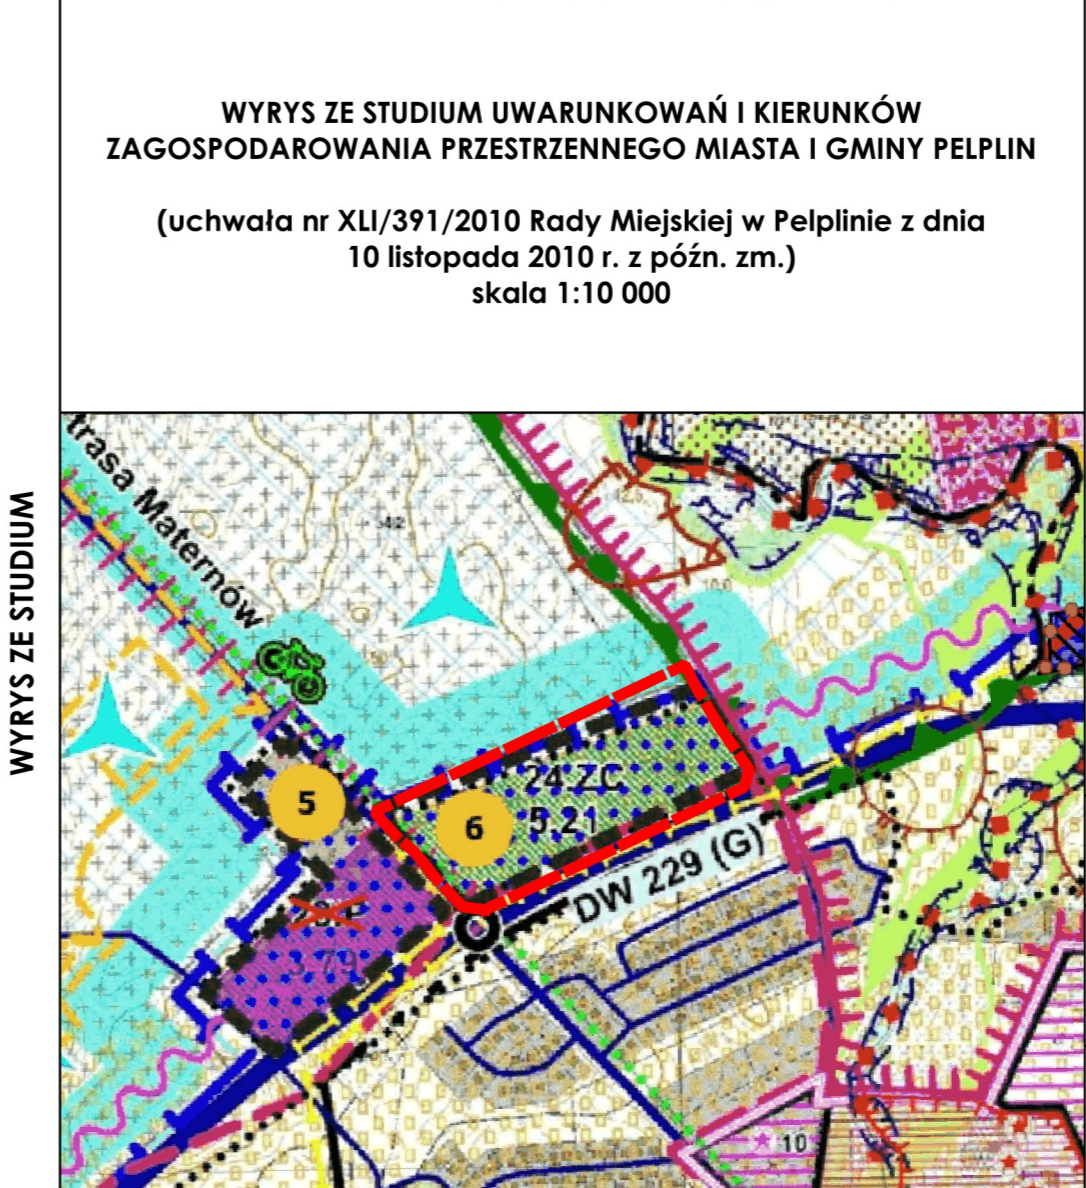 WYRYS ZE STUDIUM UWARUNKOWAŃ I KIERUNKÓW
ZAGOSPODAROWANIA PRZESTRZENNEGO MIASTA I GMINY PELPLIN
(uchwała nr XLI/391/2010 Rady Miejskiej w Pelplinie z dnia
10 listopada 2010 r. z późn. zm.)
skala 1:10 000
WYRYS ZE STUDIUM
trasa Maternów
5
6
24.ZC
5.21
3.79
DW 229 (G)
10